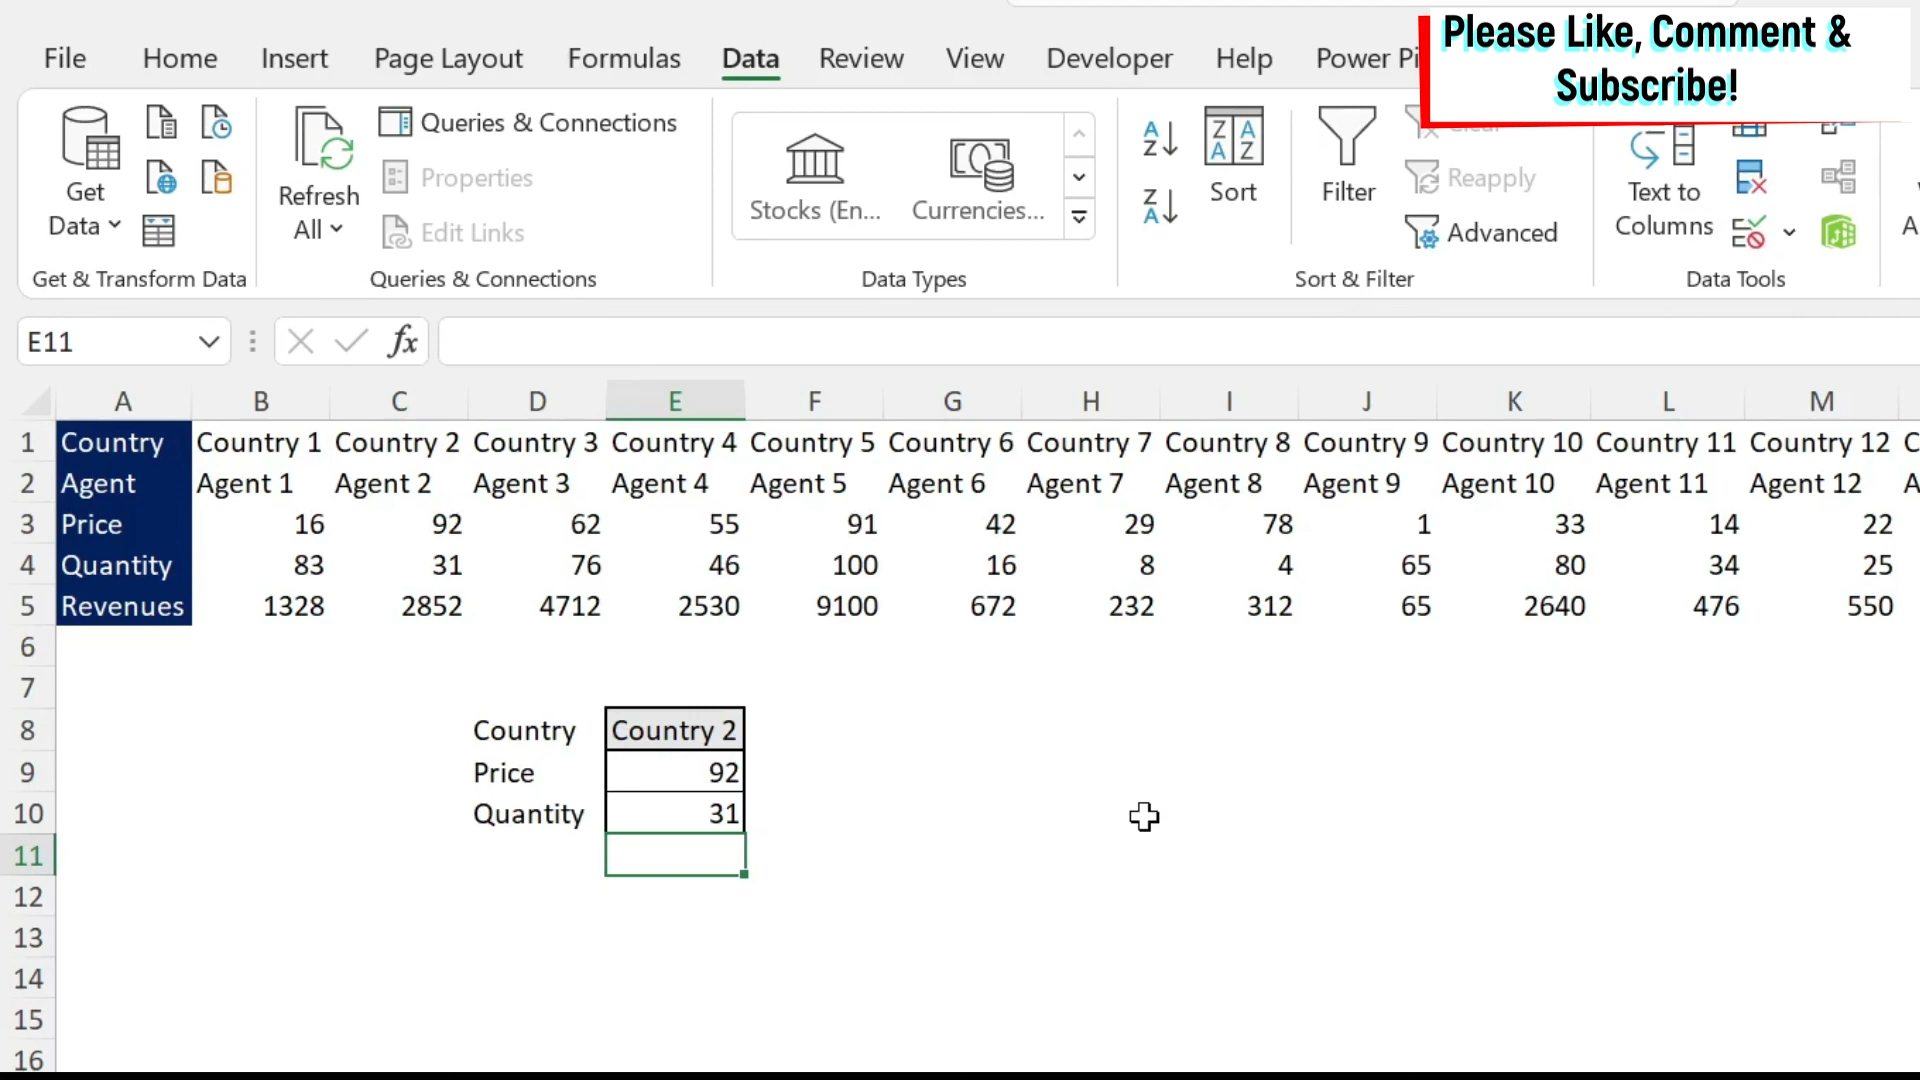 Please Like, Comment &
Subscribe!
File Home Insert Page Layout Formulas Data Review View Developer Help Power
Get Data
Refresh All
Queries & Connections
Properties
Edit Links
Stocks (En... Currencies...
Sort
Filter
Clear
Reapply
Advanced
Text to Columns
Get & Transform Data Queries & Connections Data Types Sort & Filter Data Tools
E11 fx
A B C D E F G H I J K L M
1 Country Country 1 Country 2 Country 3 Country 4 Country 5 Country 6 Country 7 Country 8 Country 9 Country 10 Country 11 Country 12
2 Agent Agent 1 Agent 2 Agent 3 Agent 4 Agent 5 Agent 6 Agent 7 Agent 8 Agent 9 Agent 10 Agent 11 Agent 12
3 Price 16 92 62 55 91 42 29 78 1 33 14 22
4 Quantity 83 31 76 46 100 16 8 4 65 80 34 25
5 Revenues 1328 2852 4712 2530 9100 672 232 312 65 2640 476 550
6
7
8 Country Country 2
9 Price 92
10 Quantity 31
11
12
13
14
15
16